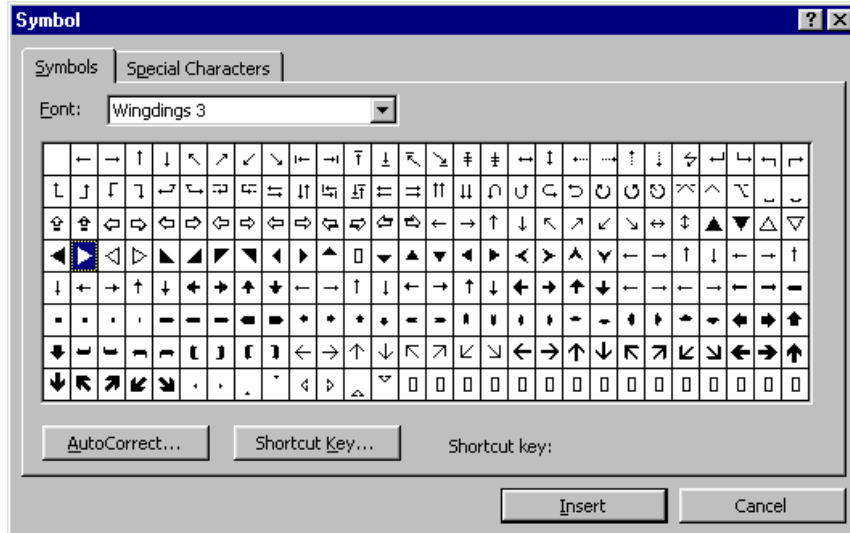 Symbol
Symbols Special Characters
Font: Wingdings 3
AutoCorrect... Shortcut Key... Shortcut key:
Insert Cancel